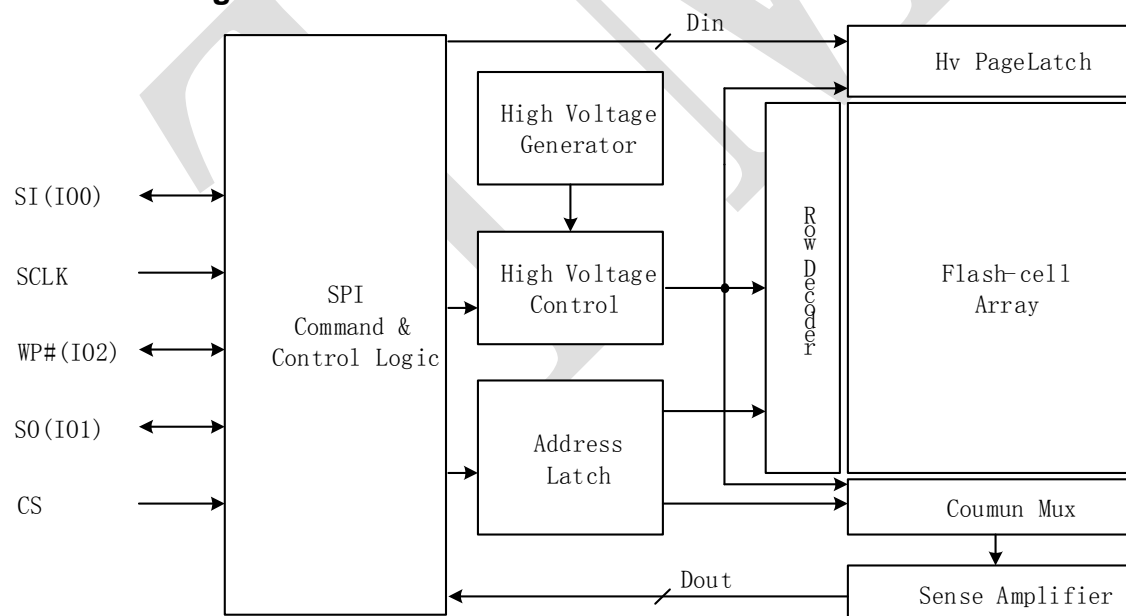 Din
Hv PageLatch
High Voltage
Generator
SI(IO0)
Row Decoder
SCLK
High Voltage
Control
SPI
Command &
Control Logic
Flash-cell
Array
WP#(IO2)
SO(IO1)
Address
Latch
CS
Coumun Mux
Dout
Sense Amplifier